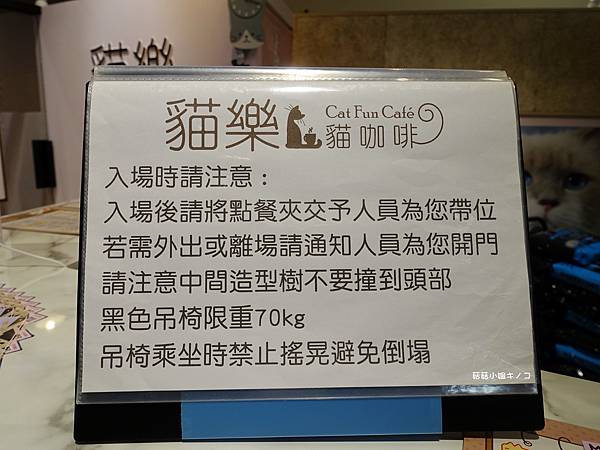 貓樂
貓樂 Cat Fun Café
貓咖啡
入場時請注意：
入場後請將點餐夾交予人員為您帶位
若需外出或離場請通知人員為您開門
請注意中間造型樹不要撞到頭部
黑色吊椅限重70kg
吊椅乘坐時禁止搖晃避免倒塌
菇菇小姐キノコ